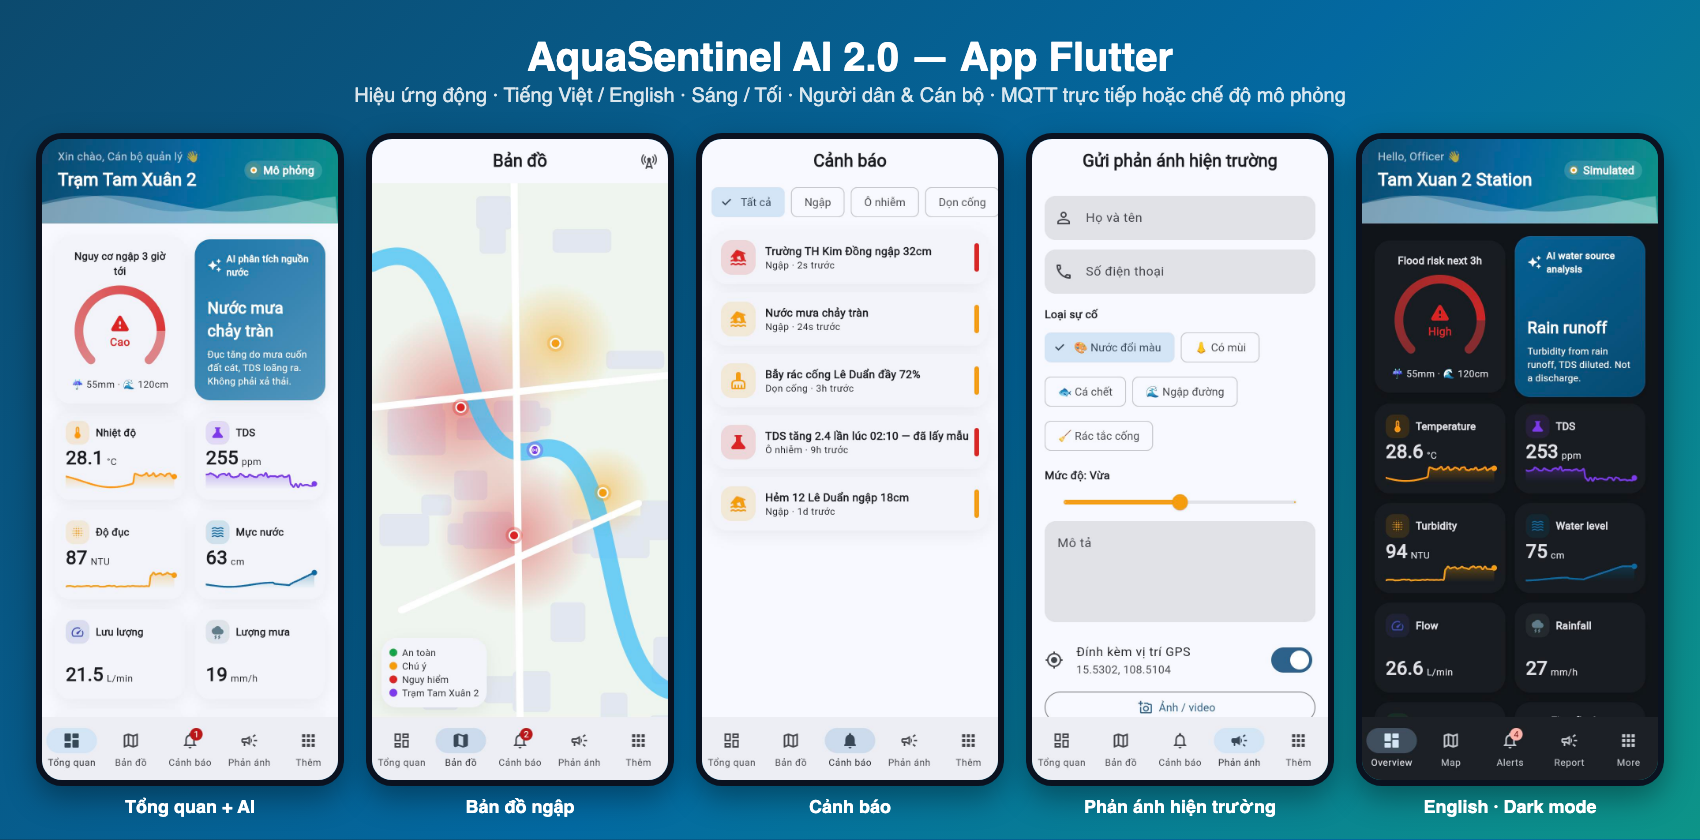 AquaSentinel AI 2.0 — App Flutter
Hiệu ứng động · Tiếng Việt / English · Sáng / Tối · Người dân & Cán bộ · MQTT trực tiếp hoặc chế độ mô phỏng
Xin chào, Cán bộ quản lý 👋
Trạm Tam Xuân 2
Mô phỏng
Nguy cơ ngập 3 giờ
tới
Cao
☔ 55mm · 🌊 120cm
AI phân tích nguồn
nước
Nước mưa
chảy tràn
Đục tăng do mưa cuốn
đất cát, TDS loãng ra.
Không phải xả thải.
Nhiệt độ
28.1 °C
TDS
255 ppm
Độ đục
87 NTU
Mực nước
63 cm
Lưu lượng
21.5 L/min
Lượng mưa
19 mm/h
1
Tổng quan
Bản đồ
Cảnh báo
Phản ánh
Thêm
Tổng quan + AI
Bản đồ
An toàn
Chú ý
Nguy hiểm
Trạm Tam Xuân 2
2
Tổng quan
Bản đồ
Cảnh báo
Phản ánh
Thêm
Bản đồ ngập
Cảnh báo
Tất cả
Ngập
Ô nhiễm
Dọn cống
Trường TH Kim Đồng ngập 32cm
Ngập · 2s trước
Nước mưa chảy tràn
Ngập · 24s trước
Bẫy rác cống Lê Duẩn đầy 72%
Dọn cống · 3h trước
TDS tăng 2.4 lần lúc 02:10 — đã lấy mẫu
Ô nhiễm · 9h trước
Hẻm 12 Lê Duẩn ngập 18cm
Ngập · 1d trước
Tổng quan
Bản đồ
Cảnh báo
Phản ánh
Thêm
Cảnh báo
Gửi phản ánh hiện trường
Họ và tên
Số điện thoại
Loại sự cố
🎨 Nước đổi màu
👃 Có mùi
🐟 Cá chết
🌊 Ngập đường
🧹 Rác tắc cống
Mức độ: Vừa
Mô tả
Đính kèm vị trí GPS
15.5302, 108.5104
Ảnh / video
Tổng quan
Bản đồ
Cảnh báo
Phản ánh
Thêm
Phản ánh hiện trường
Hello, Officer 👋
Tam Xuan 2 Station
Simulated
Flood risk next 3h
High
☔ 55mm · 🌊 120cm
AI water source
analysis
Rain runoff
Turbidity from rain
runoff, TDS diluted. Not
a discharge.
Temperature
28.6 °C
TDS
253 ppm
Turbidity
94 NTU
Water level
75 cm
Flow
26.6 L/min
Rainfall
27 mm/h
4
Overview
Map
Alerts
Report
More
English · Dark mode